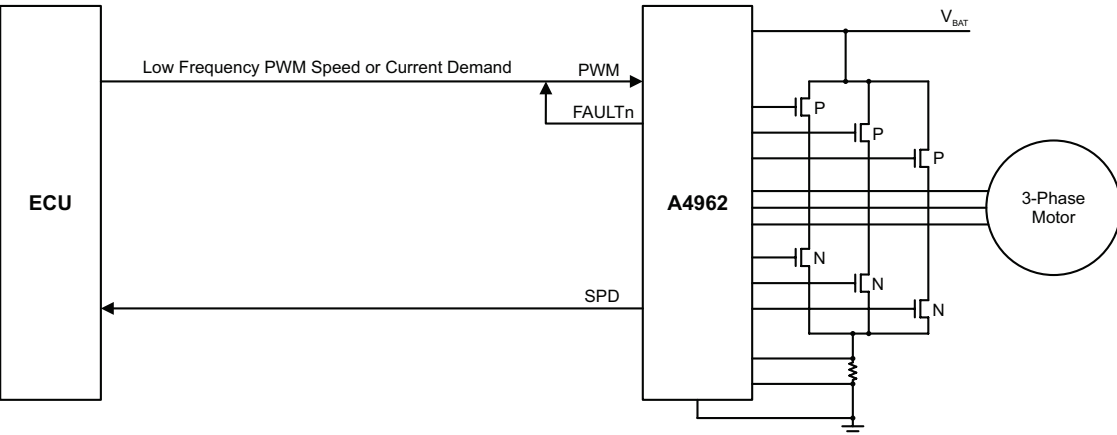 V_BAT
Low Frequency PWM Speed or Current Demand
PWM
FAULTn
P
P
P
ECU
A4962
3-Phase
Motor
N
N
N
SPD